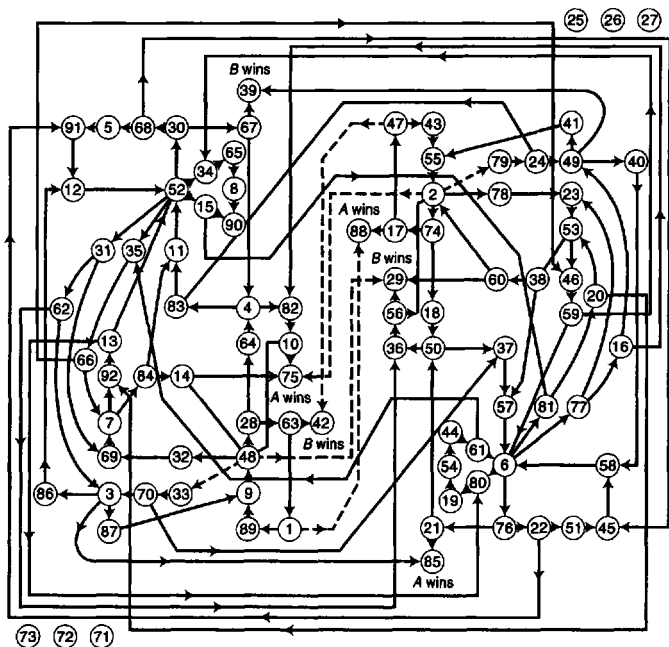 25 26 27
B wins
39 47 43 41
91 5 68 30 67
65 55 79 24 49 40
34
12 52 8 2 78 23
15 A wins
90 88 17 74 53
31 35 11 B wins
29 60 38 46 20
62 83 4 82 56 18 59
13 64 10 36 50 37 16
66 92 84 14 75
A wins 57 81 77
7 28 63 42 44 61
B wins
69 32 48 54 6 58
86 3 70 33 9 19 80
87 89 1 21 76 22 51 45
85
A wins
73 72 71